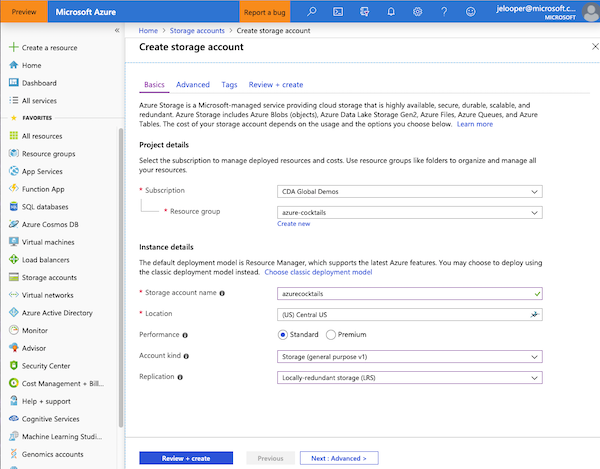 Preview
Microsoft Azure
Report a bug
jelooper@microsoft.c...
MICROSOFT
Create a resource
Home
Dashboard
All services
FAVORITES
All resources
Resource groups
App Services
Function App
SQL databases
Azure Cosmos DB
Virtual machines
Load balancers
Storage accounts
Virtual networks
Azure Active Directory
Monitor
Advisor
Security Center
Cost Management + Bill...
Help + support
Cognitive Services
Machine Learning Studi...
Genomics accounts
Home > Storage accounts > Create storage account
Create storage account
Basics Advanced Tags Review + create
Azure Storage is a Microsoft-managed service providing cloud storage that is highly available, secure, durable, scalable, and
redundant. Azure Storage includes Azure Blobs (objects), Azure Data Lake Storage Gen2, Azure Files, Azure Queues, and Azure
Tables. The cost of your storage account depends on the usage and the options you choose below. Learn more
Project details
Select the subscription to manage deployed resources and costs. Use resource groups like folders to organize and manage all
your resources.
* Subscription
CDA Global Demos
* Resource group
azure-cocktails
Create new
Instance details
The default deployment model is Resource Manager, which supports the latest Azure features. You may choose to deploy using
the classic deployment model instead. Choose classic deployment model
* Storage account name
azurecocktails
* Location
(US) Central US
Performance
Standard Premium
Account kind
Storage (general purpose v1)
Replication
Locally-redundant storage (LRS)
Review + create
Previous
Next : Advanced >